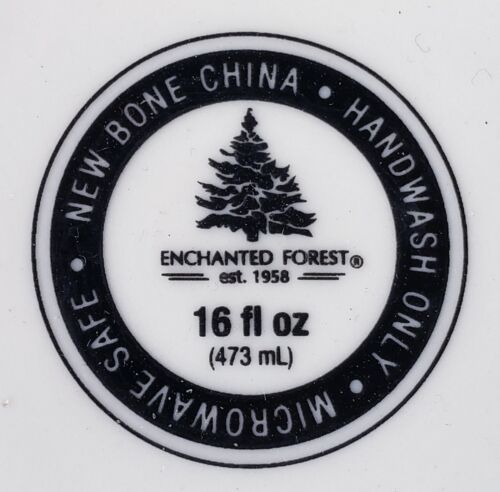 NEW BONE CHINA • HANDWASH ONLY • MICROWAVE SAFE •
ENCHANTED FOREST®
est. 1958
16 fl oz
(473 mL)